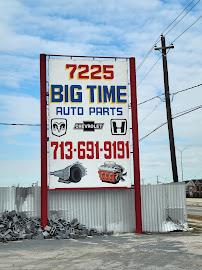 7225
BIG TIME
AUTO PARTS
CHEVROLET
713-691-9191